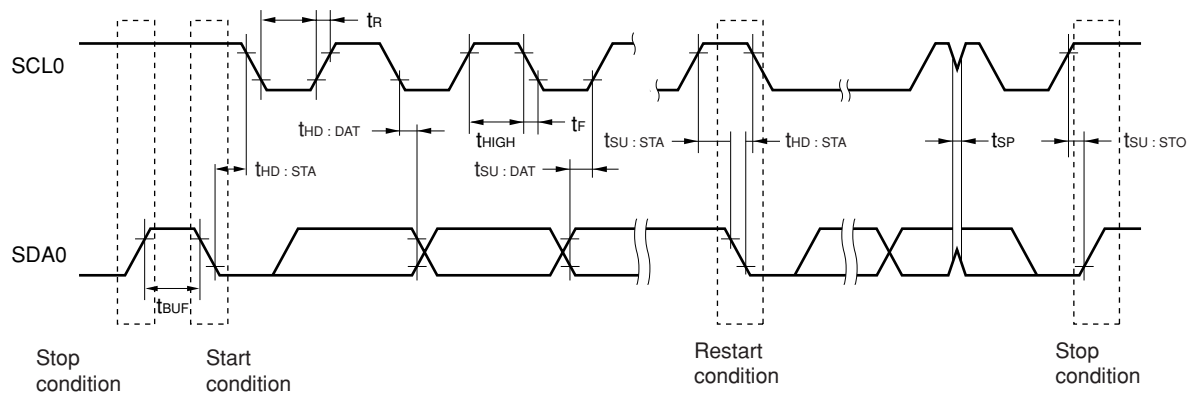 tR
SCL0
tHD : DAT
tHIGH
tF
tSU : STA
tHD : STA
tSP
tSU : STO
tHD : STA
tSU : DAT
SDA0
tBUF
Stop
condition
Start
condition
Restart
condition
Stop
condition